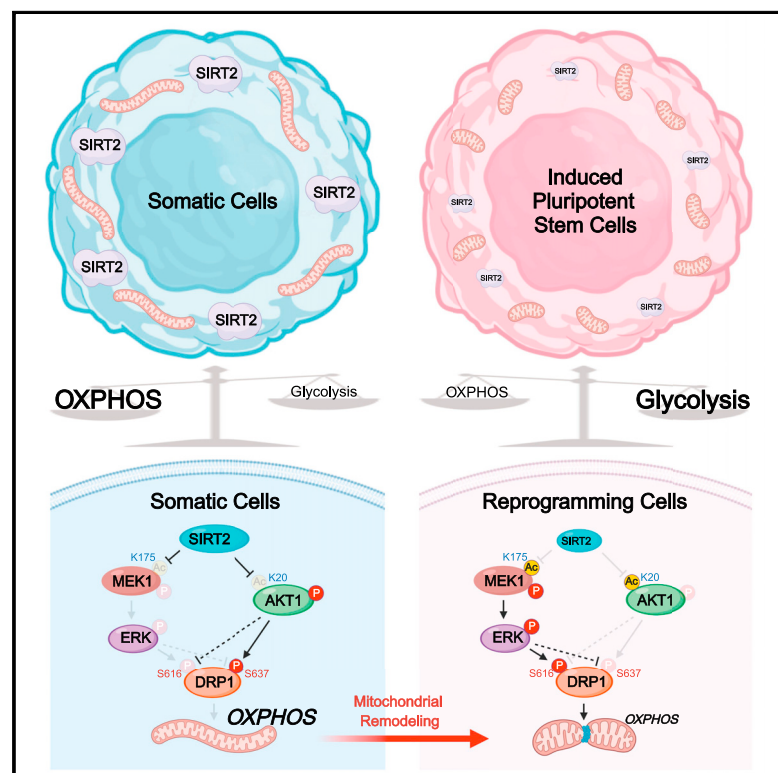 SIRT2
SIRT2
SIRT2
SIRT2
SIRT2
Somatic Cells
SIRT2
SIRT2
SIRT2
SIRT2
SIRT2
Induced
Pluripotent
Stem Cells
OXPHOS
Glycolysis
OXPHOS
Glycolysis
Somatic Cells
SIRT2
K175
Ac
P
MEK1
Ac
K20
AKT1
P
ERK
P
S616
P
P
S637
DRP1
OXPHOS
Mitochondrial
Remodeling
Reprogramming Cells
SIRT2
K175
Ac
P
MEK1
Ac
K20
AKT1
P
ERK
P
S616
P
P
S637
DRP1
OXPHOS